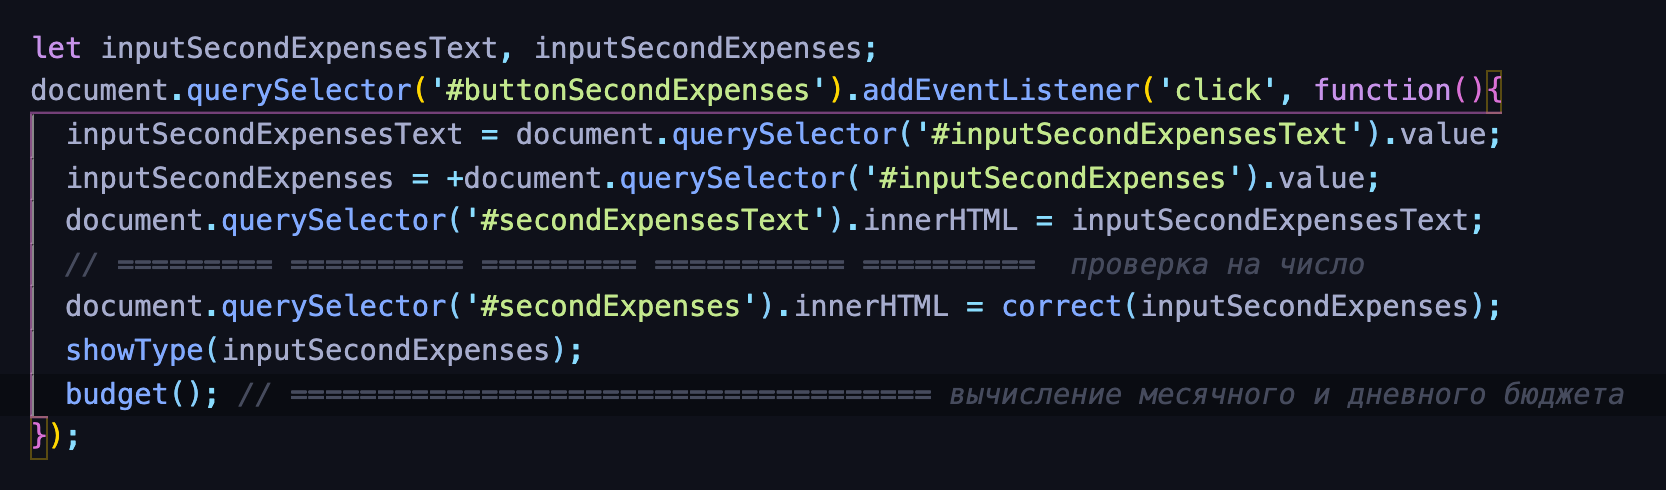 let inputSecondExpensesText, inputSecondExpenses;
document.querySelector('#buttonSecondExpenses').addEventListener('click', function(){
  inputSecondExpensesText = document.querySelector('#inputSecondExpensesText').value;
  inputSecondExpenses = +document.querySelector('#inputSecondExpenses').value;
  document.querySelector('#secondExpensesText').innerHTML = inputSecondExpensesText;
  // ========= ========== ========= =========== ==========  проверка на число
  document.querySelector('#secondExpenses').innerHTML = correct(inputSecondExpenses);
  showType(inputSecondExpenses);
  budget(); // ===================================== вычисление месячного и дневного бюджета
});